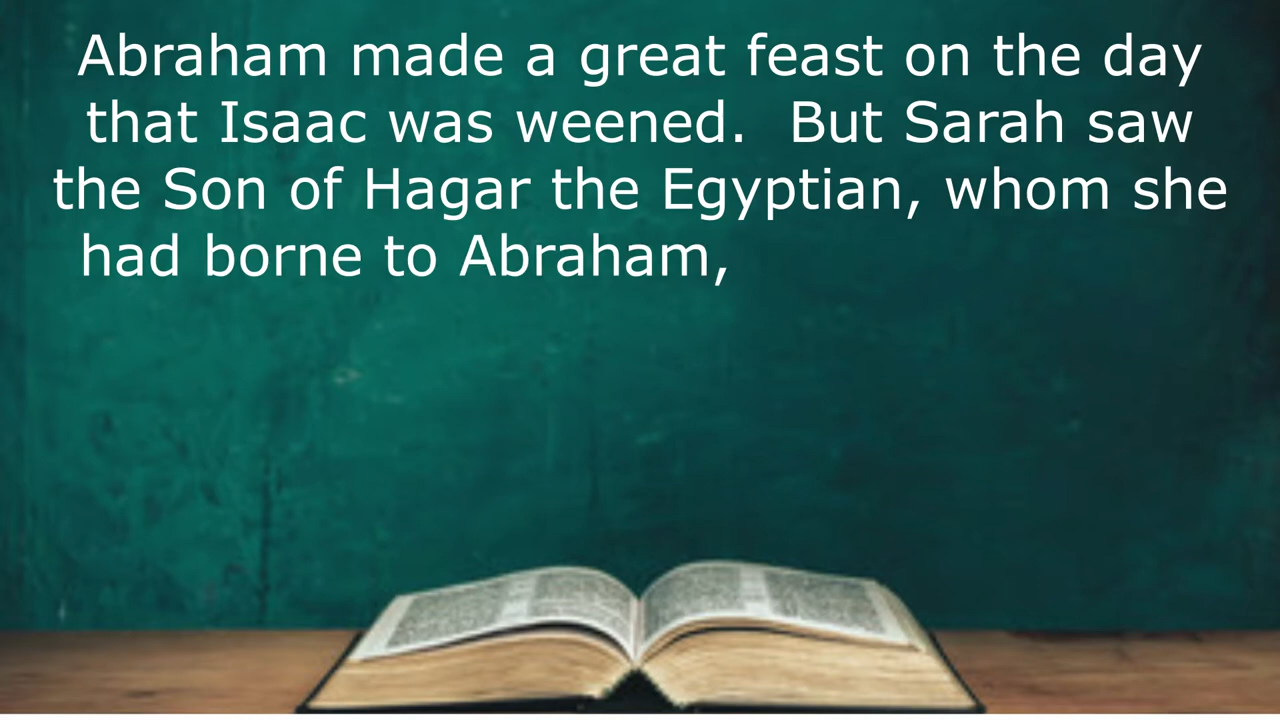 Abraham made a great feast on the day
that Isaac was weened.  But Sarah saw
the Son of Hagar the Egyptian, whom she
had borne to Abraham,